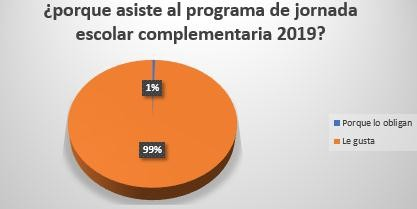 ¿porque asiste al programa de jornada
escolar complementaria 2019?
1%
99%
Porque lo obligan
Le gusta